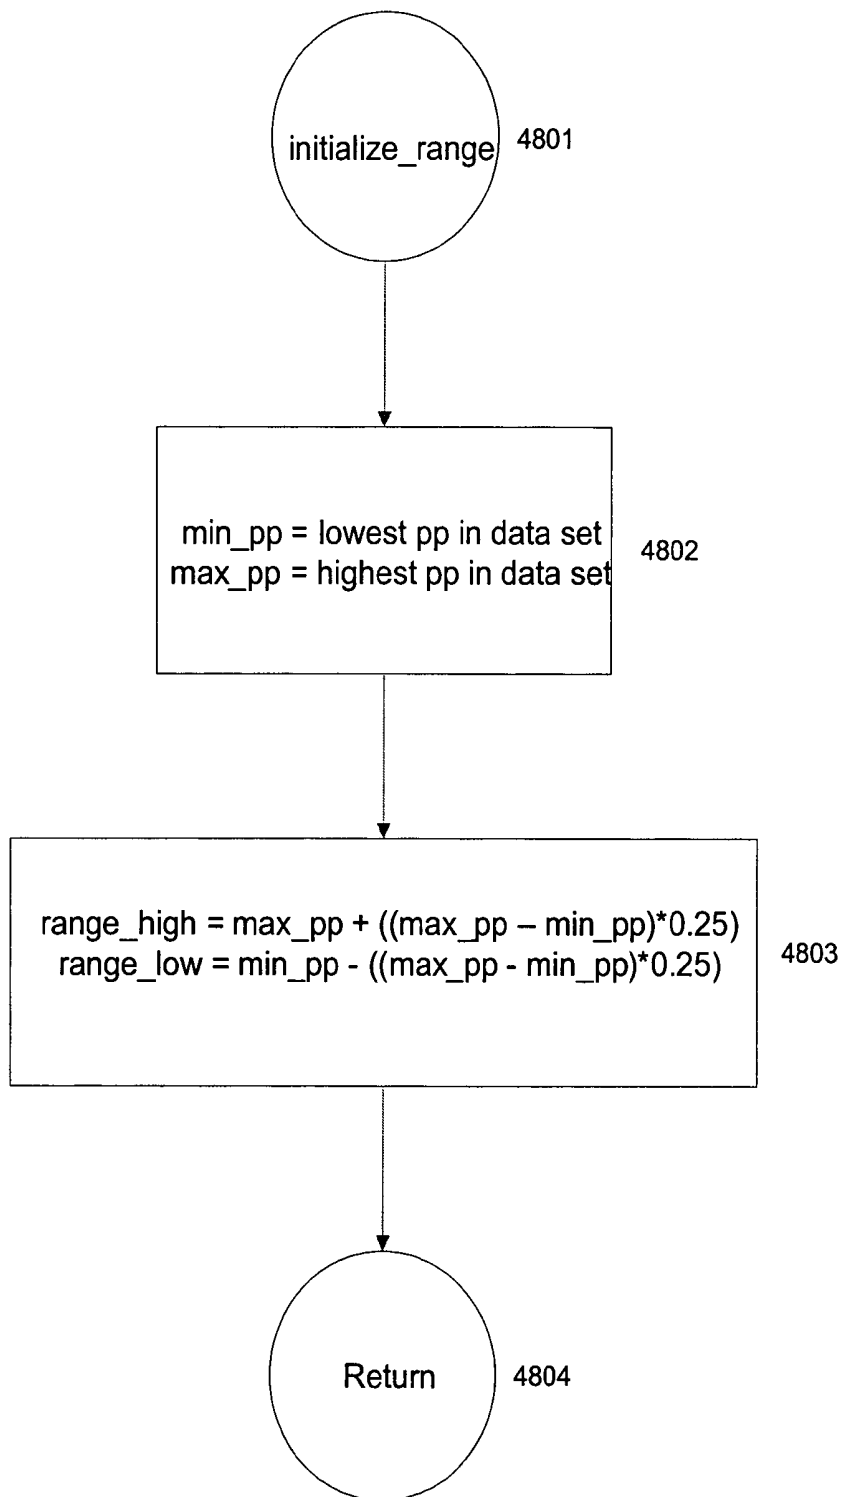 initialize_range
4801
min_pp = lowest pp in data set
max_pp = highest pp in data set
4802
range_high = max_pp + ((max_pp – min_pp)*0.25)
range_low = min_pp - ((max_pp - min_pp)*0.25)
4803
Return
4804